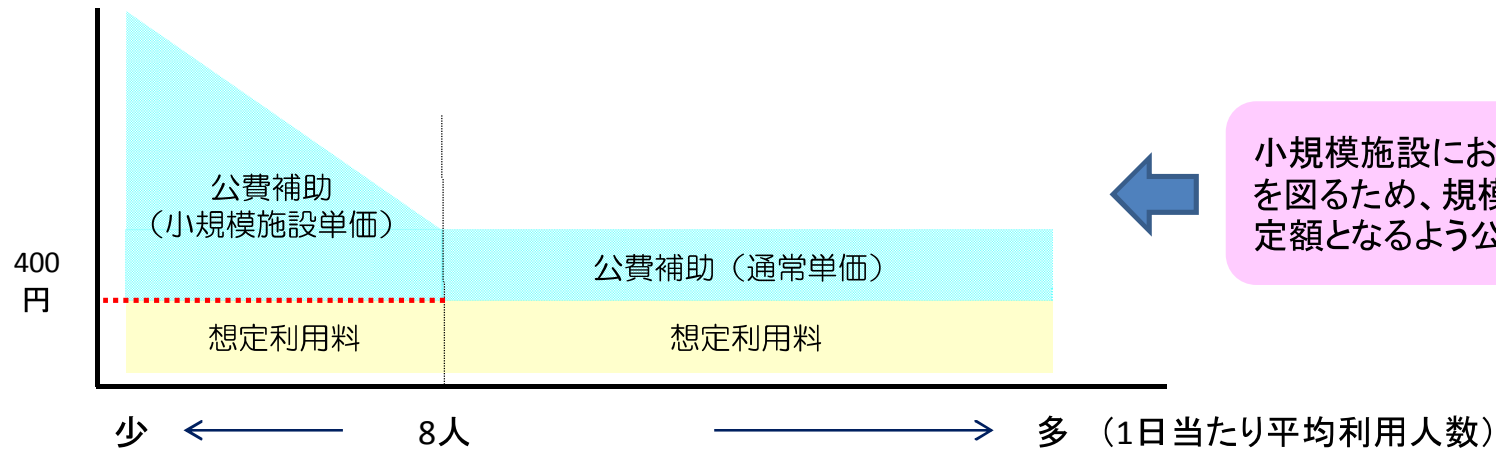 公費補助
（小規模施設単価）
公費補助（通常単価）
400
円
想定利用料
想定利用料
小規模施設にお
を図るため、規模
定額となるよう公
少
8人
多
（1日当たり平均利用人数）